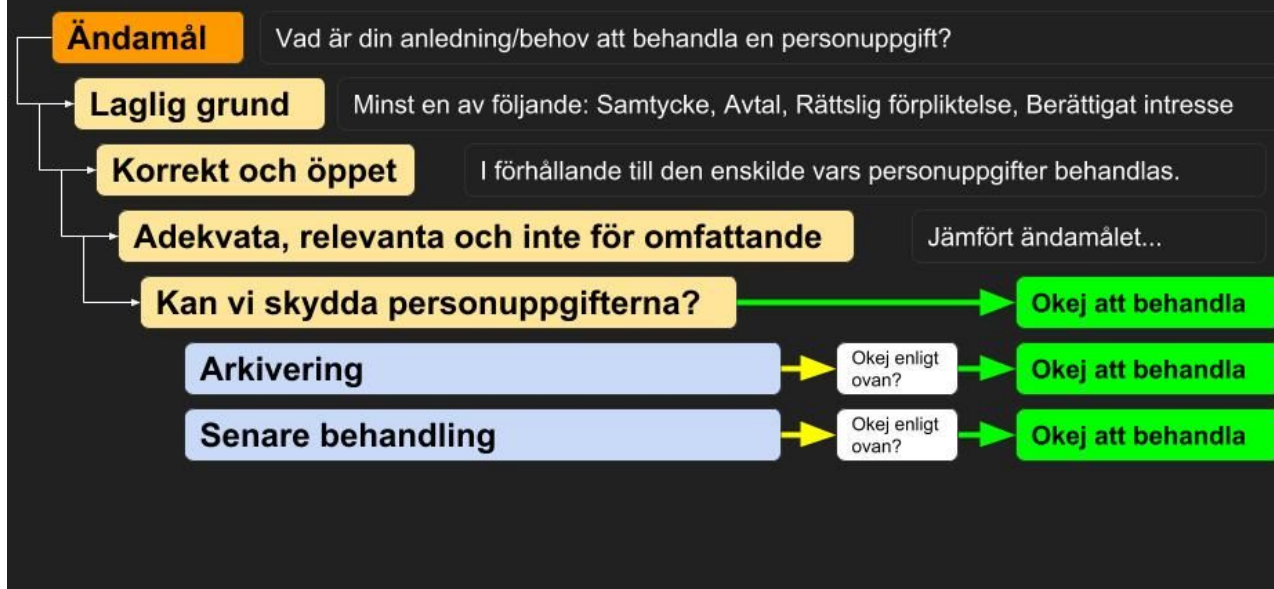 Ändamål
Vad är din anledning/behov att behandla en personuppgift?
Laglig grund
Minst en av följande: Samtycke, Avtal, Rättslig förpliktelse, Berättigat intresse
Korrekt och öppet
I förhållande till den enskilde vars personuppgifter behandlas.
Adekvata, relevanta och inte för omfattande
Jämfört ändamålet...
Kan vi skydda personuppgifterna?
Okej att behandla
Arkivering
Okej enligt
ovan?
Okej att behandla
Senare behandling
Okej enligt
ovan?
Okej att behandla